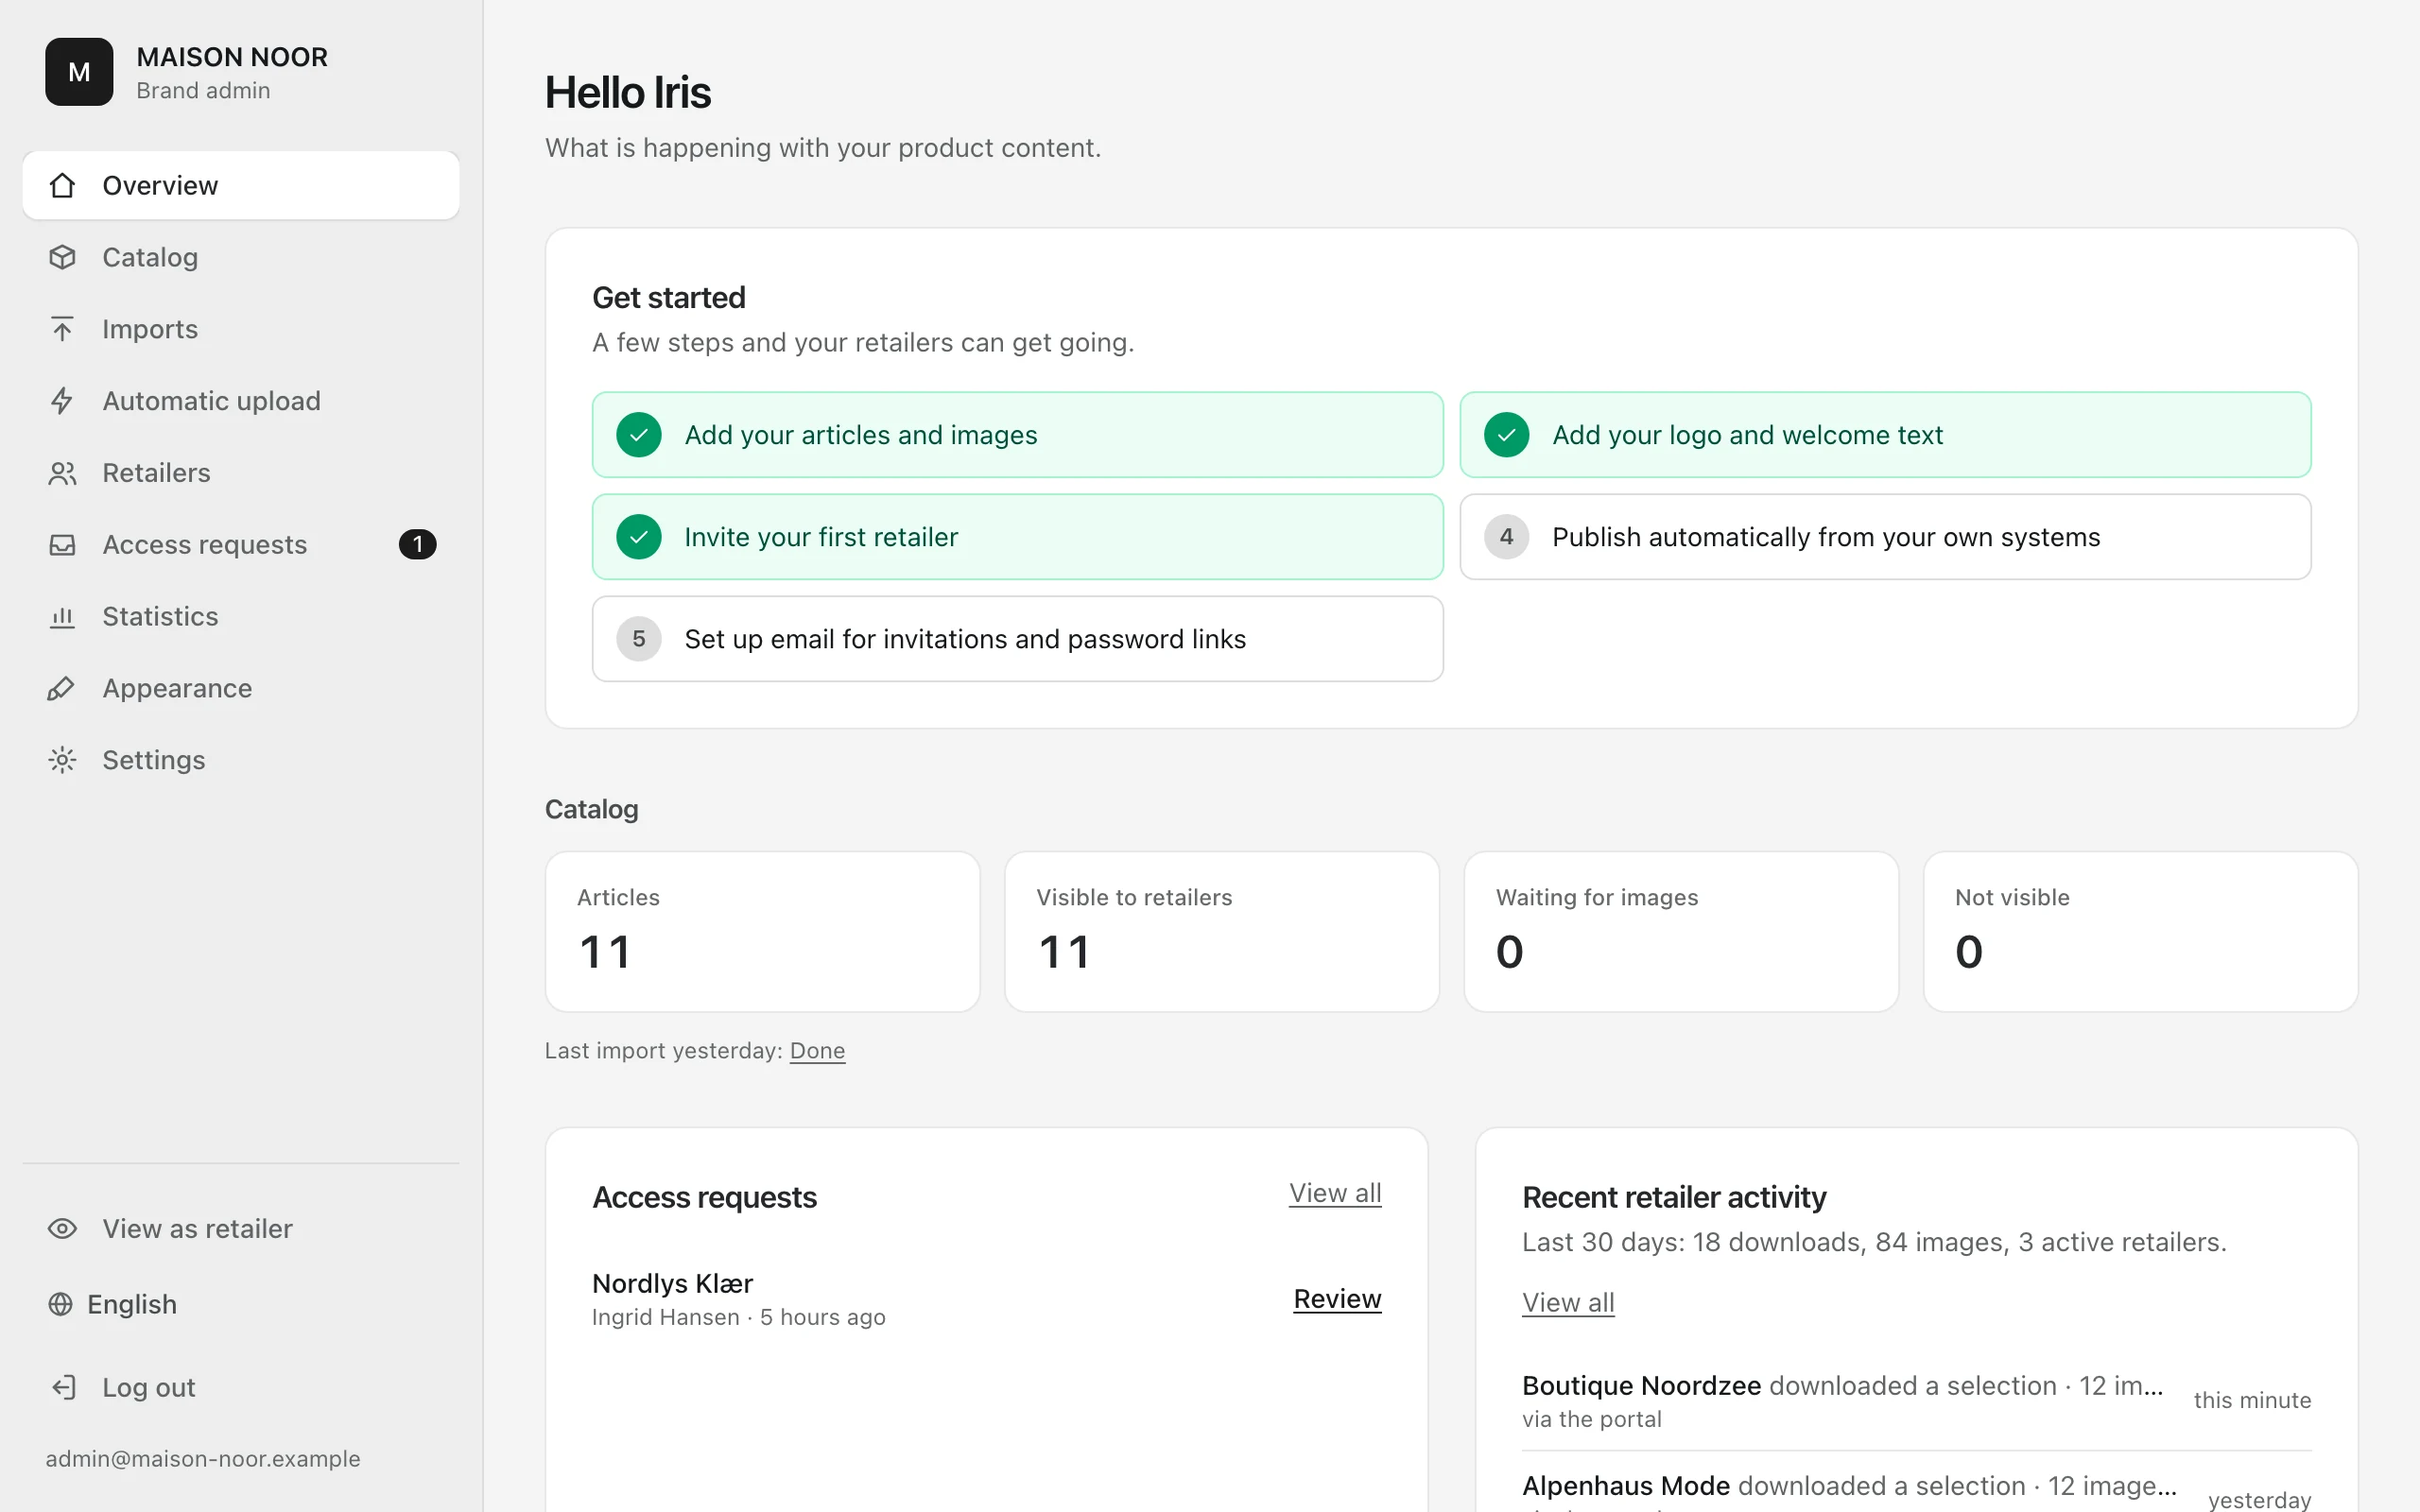 M
MAISON NOOR
Brand admin
Overview
Catalog
Imports
Automatic upload
Retailers
Access requests 1
Statistics
Appearance
Settings
View as retailer
English
Log out
admin@maison-noor.example
Hello Iris
What is happening with your product content.
Get started
A few steps and your retailers can get going.
Add your articles and images
Add your logo and welcome text
Invite your first retailer
4 Publish automatically from your own systems
5 Set up email for invitations and password links
Catalog
Articles
11
Visible to retailers
11
Waiting for images
0
Not visible
0
Last import yesterday: Done
Access requests
View all
Nordlys Klær
Ingrid Hansen · 5 hours ago
Review
Recent retailer activity
Last 30 days: 18 downloads, 84 images, 3 active retailers.
View all
Boutique Noordzee downloaded a selection · 12 im...
via the portal
this minute
Alpenhaus Mode downloaded a selection · 12 image...
yesterday